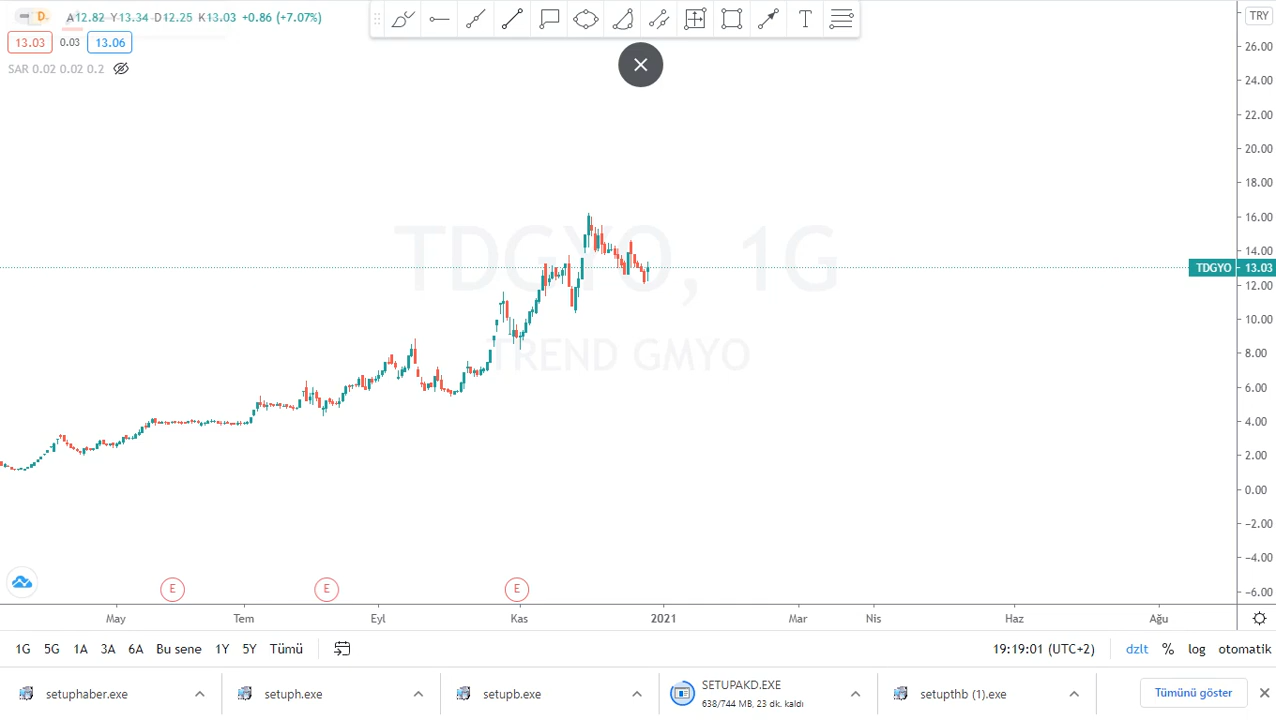 D A12.82 Y13.34 D12.25 K13.03 +0.86 (+7.07%)
13.03 0.03 13.06
SAR 0.02 0.02 0.2
T
TRY
26.00
24.00
22.00
20.00
18.00
16.00
14.00
TDGYO 13.03
12.00
10.00
8.00
6.00
4.00
2.00
0.00
−2.00
−4.00
−6.00
TDGYO, 1G
TREND GMYO
E E E
May Tem Eyl Kas 2021 Mar Nis Haz Ağu
1G 5G 1A 3A 6A Bu sene 1Y 5Y Tümü 19:19:01 (UTC+2) dzlt % log otomatik
setuphaber.exe setuph.exe setupb.exe SETUPAKD.EXE setupthb (1).exe Tümünü göster
638/744 MB, 23 dk. kaldı